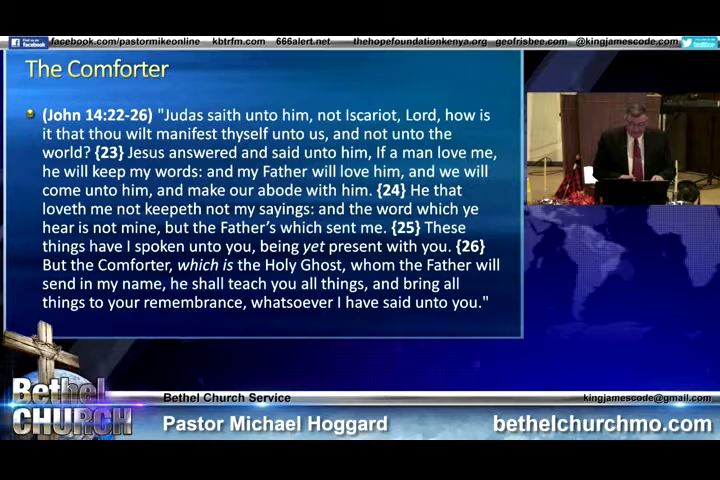 Find us on
facebook
facebook.com/pastormikeonline kbtrfm.com 666alert.net thehopefoundationkenya.org geofrisbee.com @kingjamescode.com
twitter
The Comforter
(John 14:22-26) "Judas saith unto him, not Iscariot, Lord, how is
it that thou wilt manifest thyself unto us, and not unto the
world? {23} Jesus answered and said unto him, If a man love me,
he will keep my words: and my Father will love him, and we will
come unto him, and make our abode with him. {24} He that
loveth me not keepeth not my sayings: and the word which ye
hear is not mine, but the Father's which sent me. {25} These
things have I spoken unto you, being yet present with you. {26}
But the Comforter, which is the Holy Ghost, whom the Father will
send in my name, he shall teach you all things, and bring all
things to your remembrance, whatsoever I have said unto you."
Bethel
CHURCH
Bethel Church Service kingjamescode@gmail.com
Pastor Michael Hoggard bethelchurchmo.com